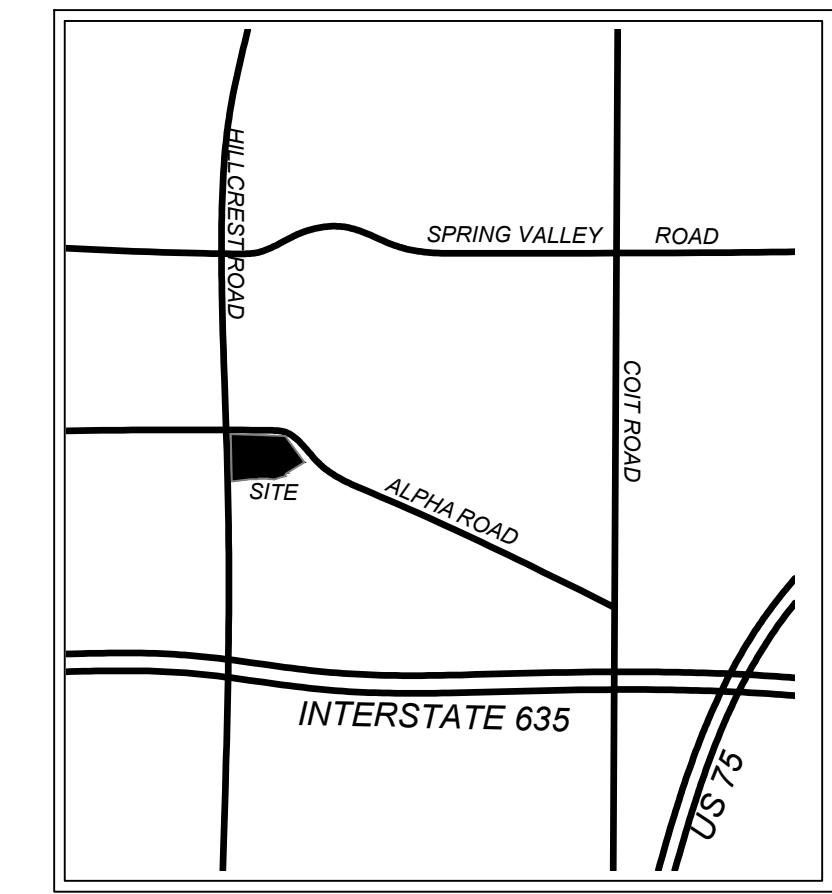 HILLCREST ROAD
SPRING VALLEY ROAD
COIT ROAD
SITE
ALPHA ROAD
INTERSTATE 635
US 75